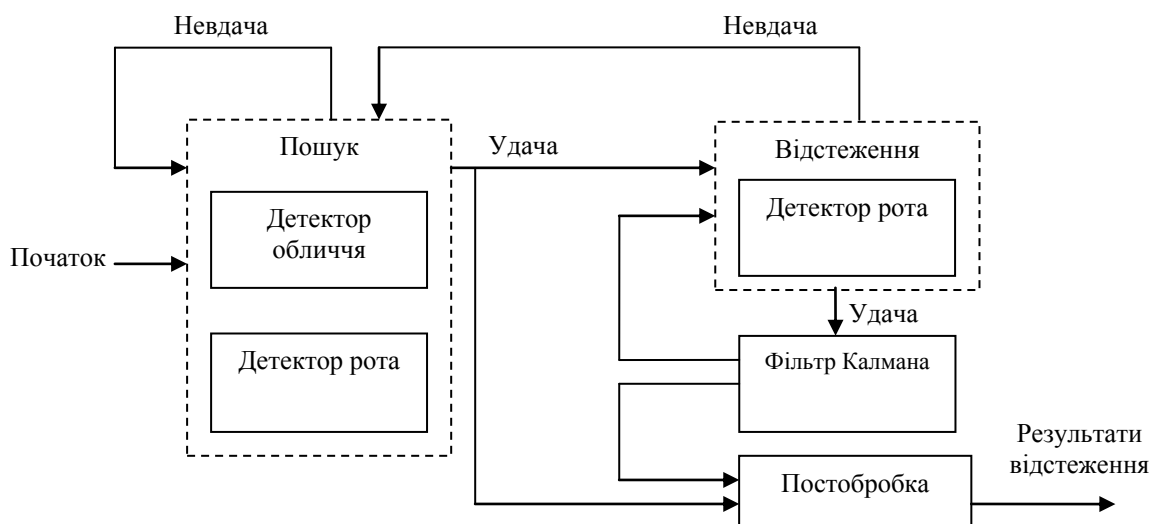 Невдача
Невдача
Пошук
Удача
Відстеження
Детектор
обличчя
Детектор рота
Початок
Удача
Детектор рота
Фільтр Калмана
Результати
відстеження
Постобробка